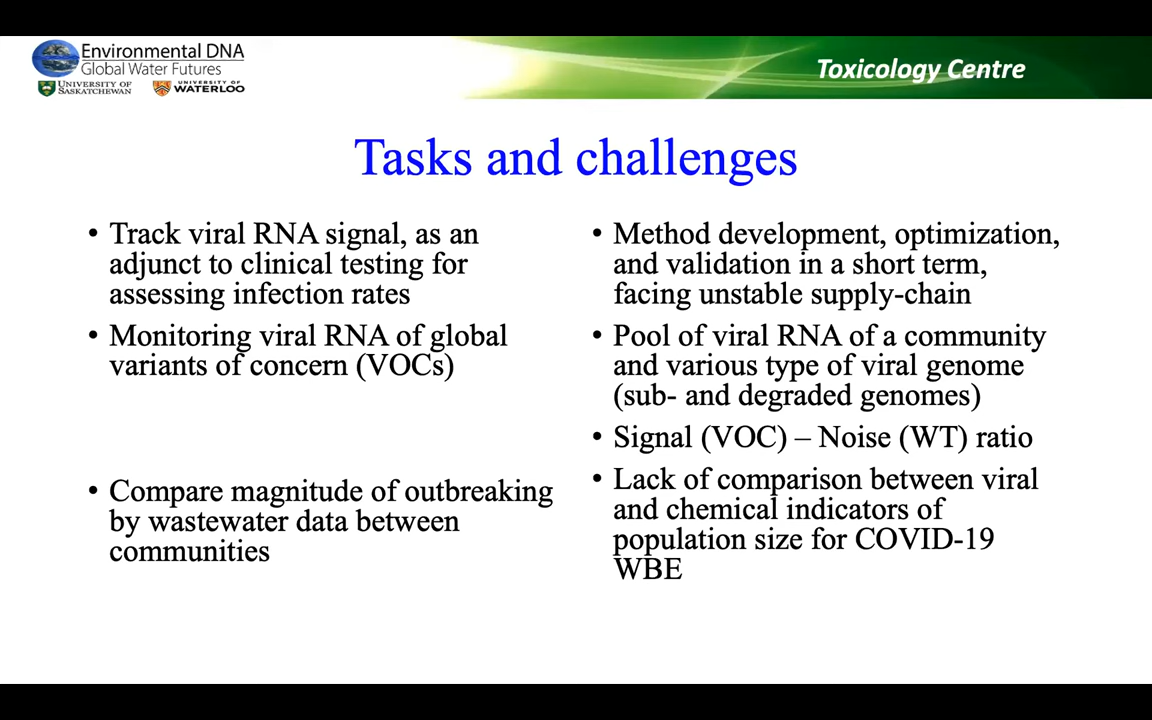 Environmental DNA
Global Water Futures
UNIVERSITY OF
SASKATCHEWAN
UNIVERSITY OF
WATERLOO
Toxicology Centre
Tasks and challenges
• Track viral RNA signal, as an
adjunct to clinical testing for
assessing infection rates
• Monitoring viral RNA of global
variants of concern (VOCs)
• Compare magnitude of outbreaking
by wastewater data between
communities
• Method development, optimization,
and validation in a short term,
facing unstable supply-chain
• Pool of viral RNA of a community
and various type of viral genome
(sub- and degraded genomes)
• Signal (VOC) – Noise (WT) ratio
• Lack of comparison between viral
and chemical indicators of
population size for COVID-19
WBE